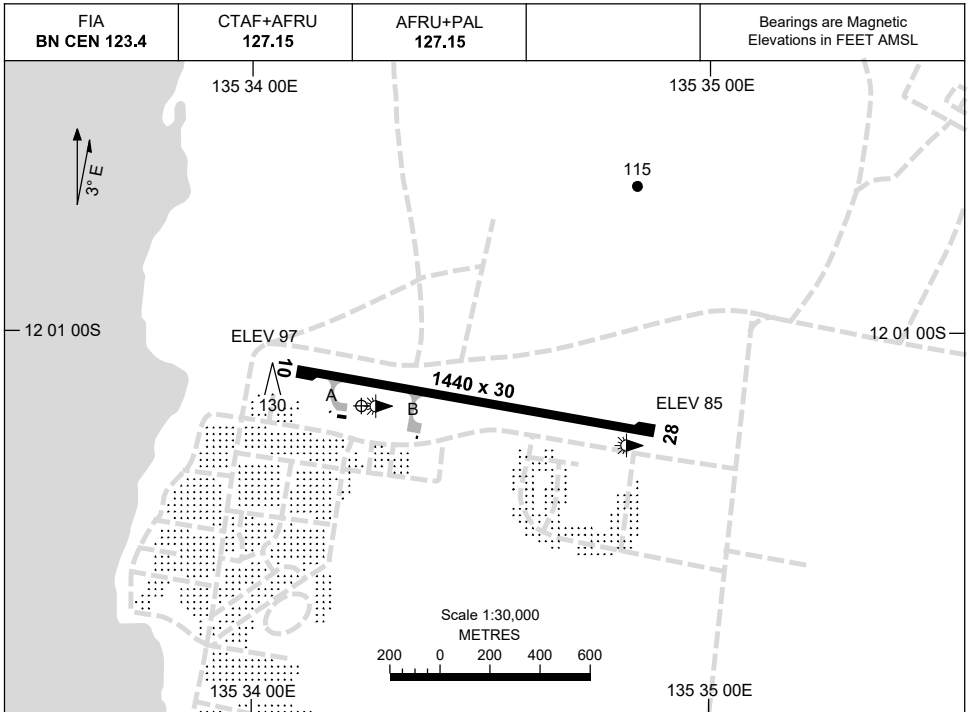 FIA
BN CEN 123.4
CTAF+AFRU
127.15
AFRU+PAL
127.15
Bearings are Magnetic
Elevations in FEET AMSL
135 34 00E
135 35 00E
3° E
115
12 01 00S
12 01 00S
ELEV 97
10
130
A
B
1440 x 30
ELEV 85
28
Scale 1:30,000
METRES
200 0 200 400 600
135 34 00E
135 35 00E